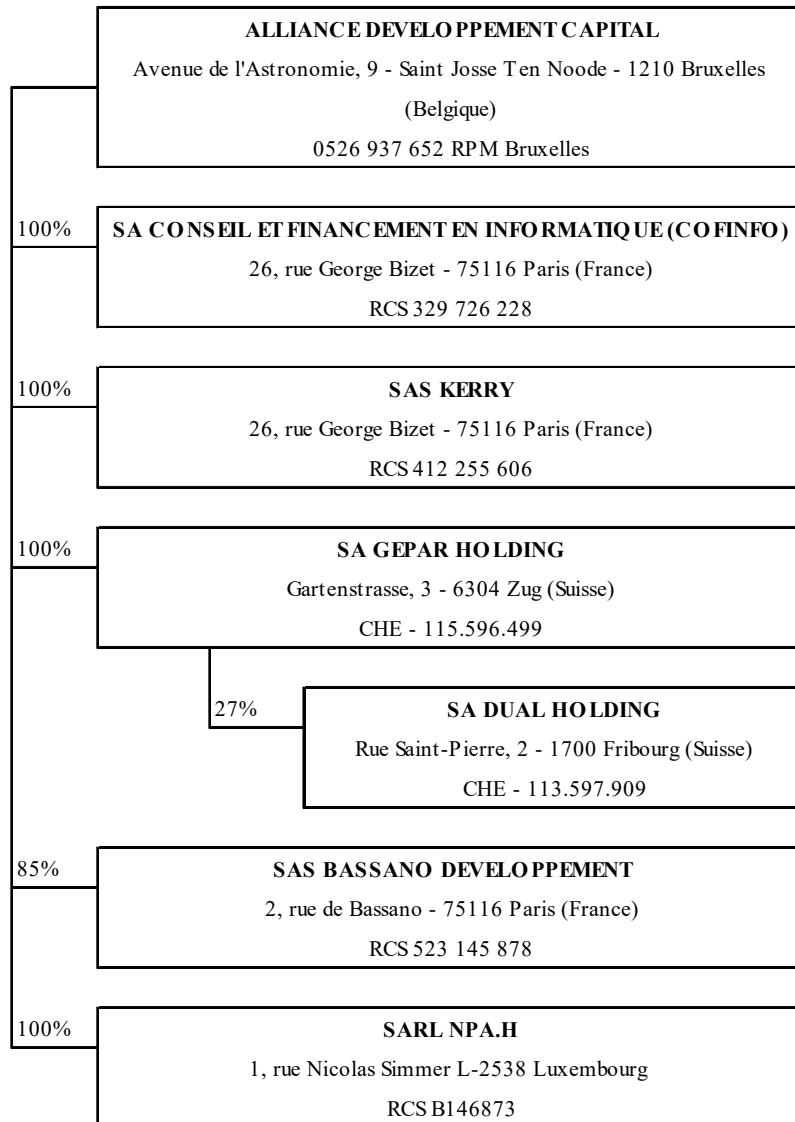 ALLIANCE DEVELOPPEMENT CAPITAL
Avenue de l'Astronomie, 9 - Saint Josse Ten Noode - 1210 Bruxelles
(Belgique)
0526 937 652 RPM Bruxelles
100%
SA CONSEIL ET FINANCEMENT EN INFORMATIQUE (COFINFO)
26, rue George Bizet - 75116 Paris (France)
RCS 329 726 228
100%
SAS KERRY
26, rue George Bizet - 75116 Paris (France)
RCS 412 255 606
100%
SA GEPAR HOLDING
Gartenstrasse, 3 - 6304 Zug (Suisse)
CHE - 115.596.499
27%
SA DUAL HOLDING
Rue Saint-Pierre, 2 - 1700 Fribourg (Suisse)
CHE - 113.597.909
85%
SAS BASSANO DEVELOPPEMENT
2, rue de Bassano - 75116 Paris (France)
RCS 523 145 878
100%
SARL NPA.H
1, rue Nicolas Simmer L-2538 Luxembourg
RCS B146873